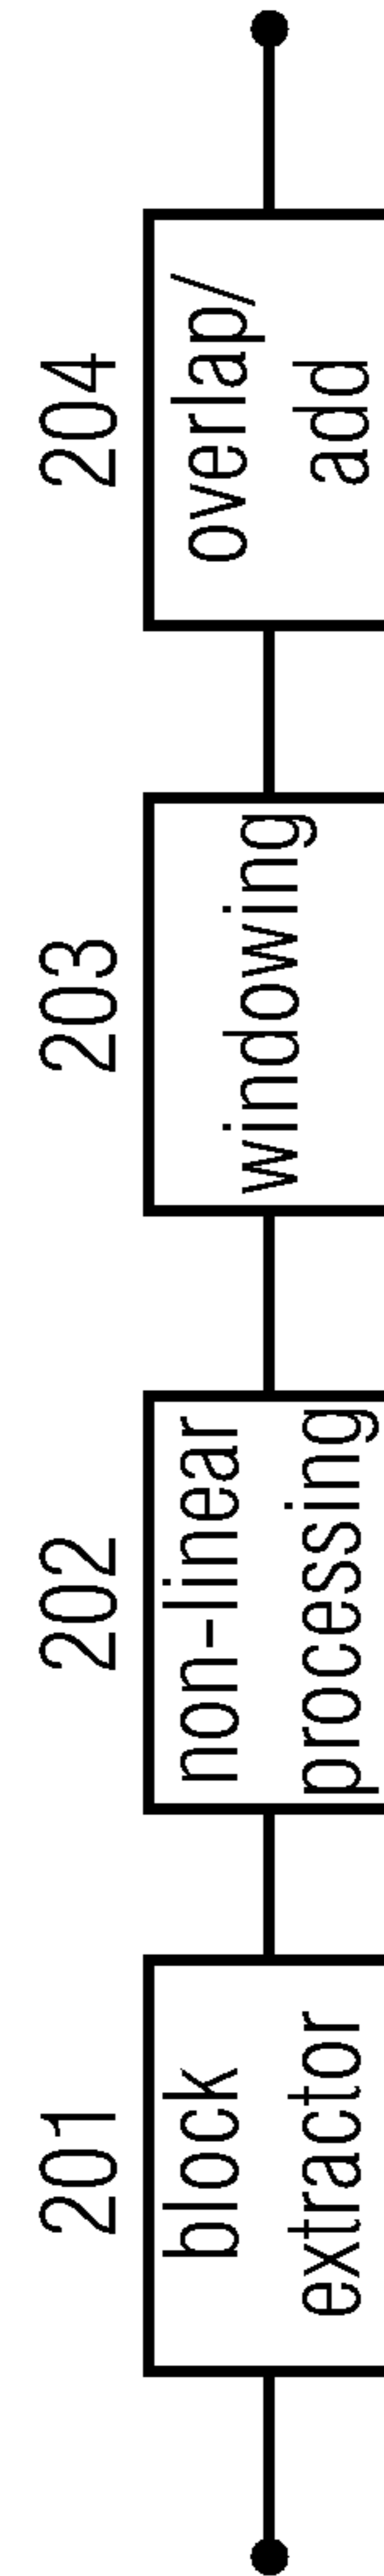 201
block
extractor
202
non-linear
processing
203
windowing
204
overlap/
add